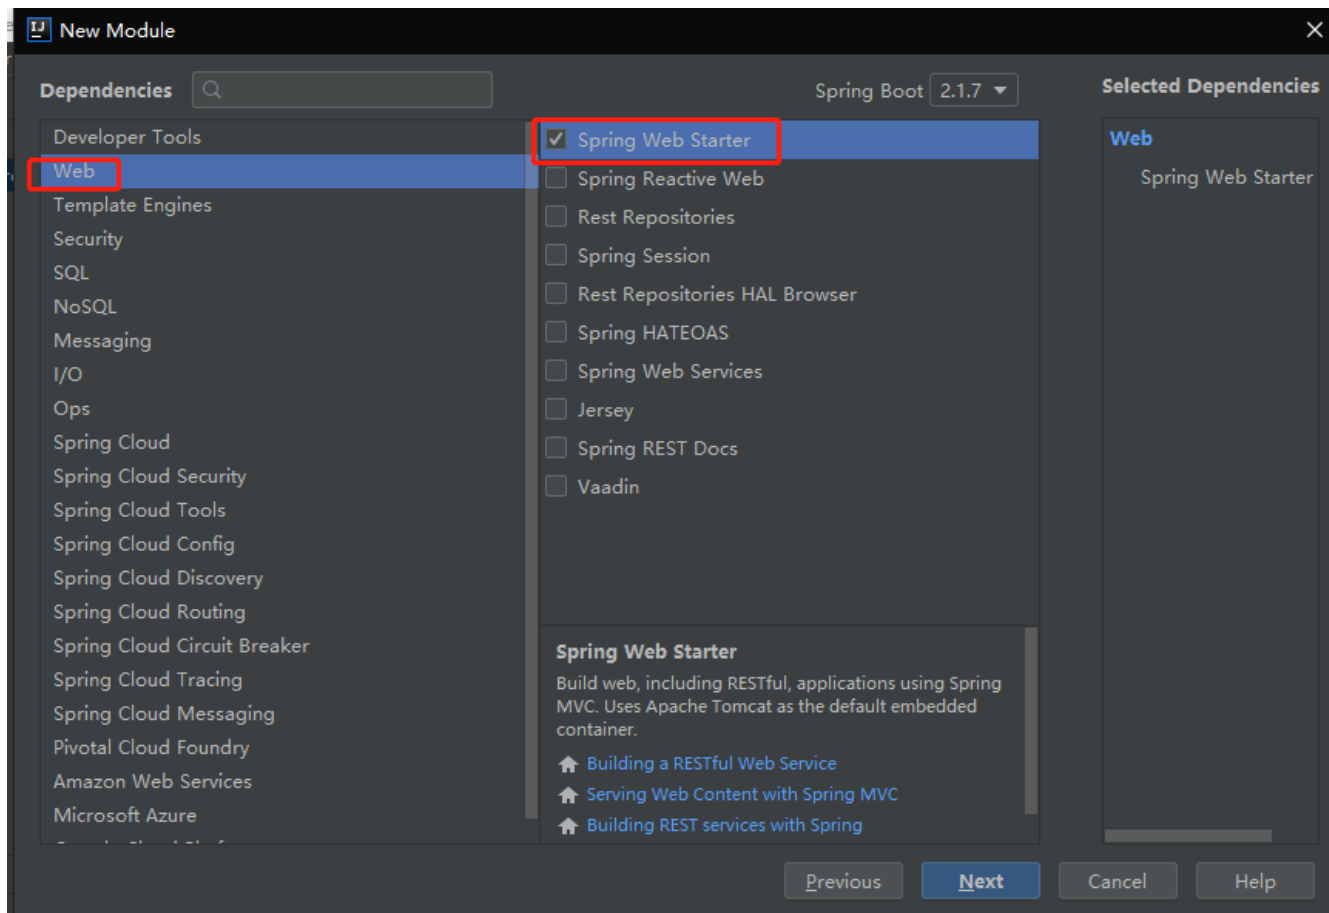 New Module
Dependencies
Spring Boot 2.1.7
Selected Dependencies
Developer Tools
Web
Template Engines
Security
SQL
NoSQL
Messaging
I/O
Ops
Spring Cloud
Spring Cloud Security
Spring Cloud Tools
Spring Cloud Config
Spring Cloud Discovery
Spring Cloud Routing
Spring Cloud Circuit Breaker
Spring Cloud Tracing
Spring Cloud Messaging
Pivotal Cloud Foundry
Amazon Web Services
Microsoft Azure
Spring Web Starter
Spring Reactive Web
Rest Repositories
Spring Session
Rest Repositories HAL Browser
Spring HATEOAS
Spring Web Services
Jersey
Spring REST Docs
Vaadin
Spring Web Starter
Build web, including RESTful, applications using Spring
MVC. Uses Apache Tomcat as the default embedded
container.
Building a RESTful Web Service
Serving Web Content with Spring MVC
Building REST services with Spring
Web
Spring Web Starter
Previous
Next
Cancel
Help